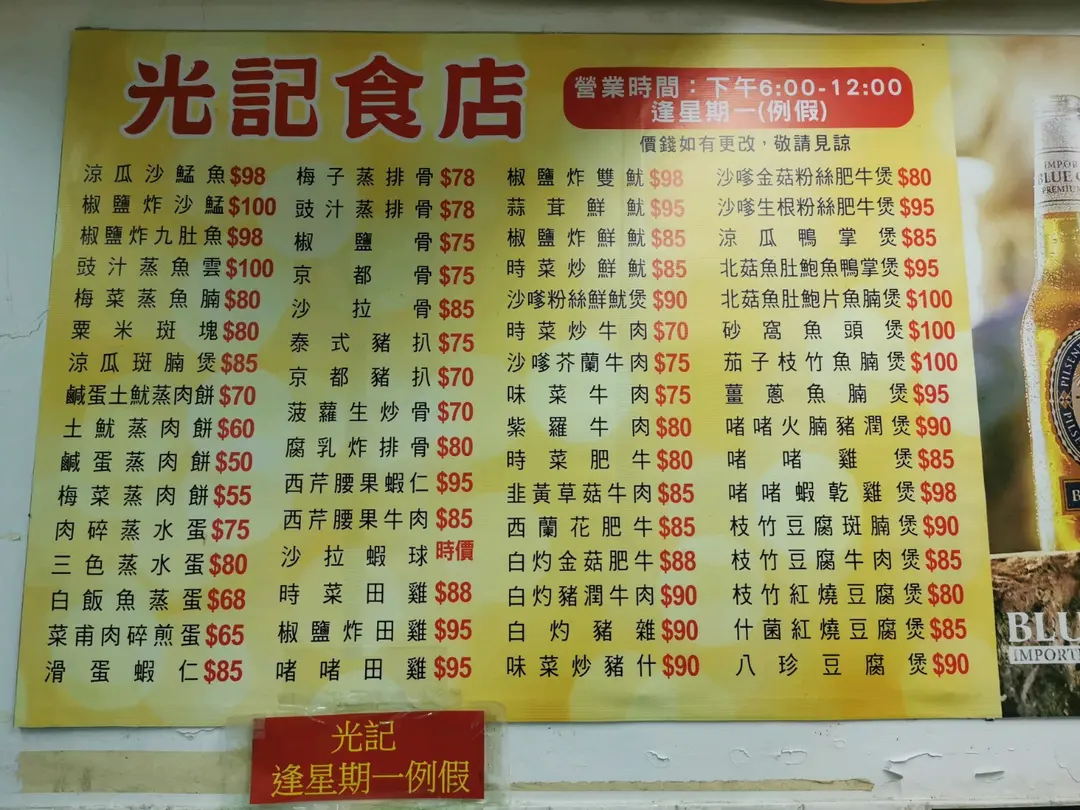 光記食店
營業時間：下午6:00-12:00
逢星期一(例假)
價錢如有更改，敬請見諒
涼瓜沙鯭魚$98
椒鹽炸沙鯭$100
椒鹽炸九肚魚$98
豉汁蒸魚雲$100
梅菜蒸魚腩$80
粟米斑塊$80
涼瓜斑腩煲$85
鹹蛋土魷蒸肉餅$70
土魷蒸肉餅$60
鹹蛋蒸肉餅$50
梅菜蒸肉餅$55
肉碎蒸水蛋$75
三色蒸水蛋$80
白飯魚蒸蛋$68
菜甫肉碎煎蛋$65
滑蛋蝦仁$85
梅子蒸排骨$78
豉汁蒸排骨$78
椒鹽骨$75
京都骨$75
沙拉骨$85
泰式豬扒$75
京都豬扒$70
菠蘿生炒骨$70
腐乳炸排骨$80
西芹腰果蝦仁$95
西芹腰果牛肉$85
沙拉蝦球時價
時菜田雞$88
椒鹽炸田雞$95
啫啫田雞$95
椒鹽炸雙魷$98
蒜茸鮮魷$95
椒鹽炸鮮魷$85
時菜炒鮮魷$85
沙嗲粉絲鮮魷煲$90
時菜炒牛肉$70
沙嗲芥蘭牛肉$75
味菜牛肉$75
紫羅牛肉$80
時菜肥牛$80
韭黃草菇牛肉$85
西蘭花肥牛$85
白灼金菇肥牛$88
白灼豬潤牛肉$90
白灼豬雜$90
味菜炒豬什$90
沙嗲金菇粉絲肥牛煲$80
沙嗲生根粉絲肥牛煲$95
涼瓜鴨掌煲$85
北菇魚肚鮑魚鴨掌煲$95
北菇魚肚鮑片魚腩煲$100
砂窩魚頭煲$100
茄子枝竹魚腩煲$100
薑蔥魚腩煲$95
啫啫火腩豬潤煲$90
啫啫雞煲$85
啫啫蝦乾雞煲$98
枝竹豆腐斑腩煲$90
枝竹豆腐牛肉煲$85
枝竹紅燒豆腐煲$80
什菌紅燒豆腐煲$85
八珍豆腐煲$90
光記
逢星期一例假